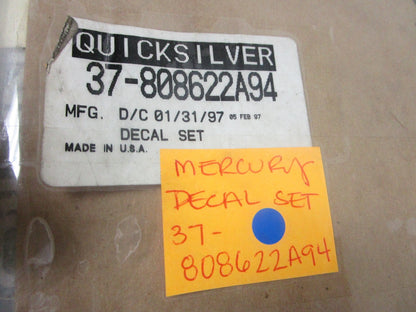 QUICKSILVER
37-808622A94
MFG. D/C 01/31/97 05 FEB 97
DECAL SET
MADE IN U.S.A.
MERCURY
DECAL SET
37-
808622A94